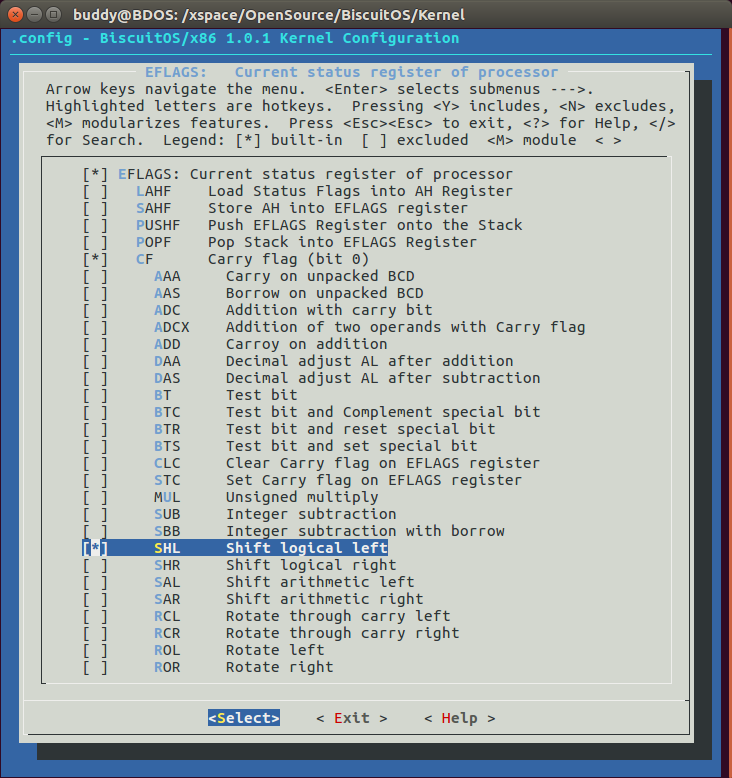 buddy@BDOS: /xspace/OpenSource/BiscuitOS/Kernel
.config - BiscuitOS/x86 1.0.1 Kernel Configuration
EFLAGS:   Current status register of processor
Arrow keys navigate the menu.  <Enter> selects submenus --->.
Highlighted letters are hotkeys.  Pressing <Y> includes, <N> excludes,
<M> modularizes features.  Press <Esc><Esc> to exit, <?> for Help, </>
for Search.  Legend: [*] built-in  [ ] excluded  <M> module  < >
[*] EFLAGS: Current status register of processor
[ ]   LAHF    Load Status Flags into AH Register
[ ]   SAHF    Store AH into EFLAGS register
[ ]   PUSHF   Push EFLAGS Register onto the Stack
[ ]   POPF    Pop Stack into EFLAGS Register
[*]   CF      Carry flag (bit 0)
[ ]     AAA     Carry on unpacked BCD
[ ]     AAS     Borrow on unpacked BCD
[ ]     ADC     Addition with carry bit
[ ]     ADCX    Addition of two operands with Carry flag
[ ]     ADD     Carroy on addition
[ ]     DAA     Decimal adjust AL after addition
[ ]     DAS     Decimal adjust AL after subtraction
[ ]     BT      Test bit
[ ]     BTC     Test bit and Complement special bit
[ ]     BTR     Test bit and reset special bit
[ ]     BTS     Test bit and set special bit
[ ]     CLC     Clear Carry flag on EFLAGS register
[ ]     STC     Set Carry flag on EFLAGS register
[ ]     MUL     Unsigned multiply
[ ]     SUB     Integer subtraction
[ ]     SBB     Integer subtraction with borrow
[*]     SHL     Shift logical left
[ ]     SHR     Shift logical right
[ ]     SAL     Shift arithmetic left
[ ]     SAR     Shift arithmetic right
[ ]     RCL     Rotate through carry left
[ ]     RCR     Rotate through carry right
[ ]     ROL     Rotate left
[ ]     ROR     Rotate right
<Select>    < Exit >    < Help >